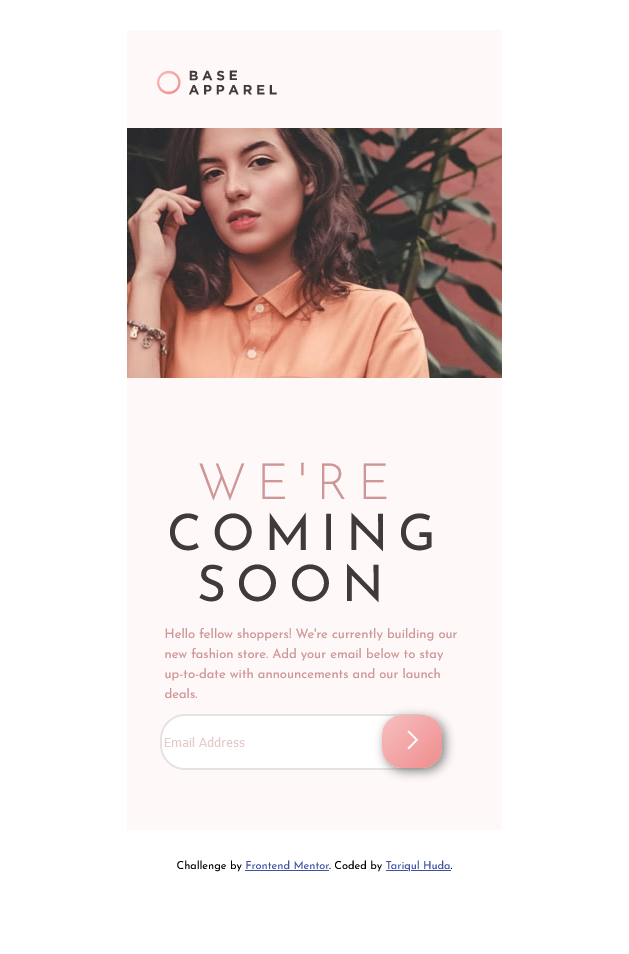 BASE
APPAREL
WE'RE
COMING
SOON
Hello fellow shoppers! We're currently building our
new fashion store. Add your email below to stay
up-to-date with announcements and our launch
deals.
Email Address
Challenge by Frontend Mentor. Coded by Tariqul Huda.